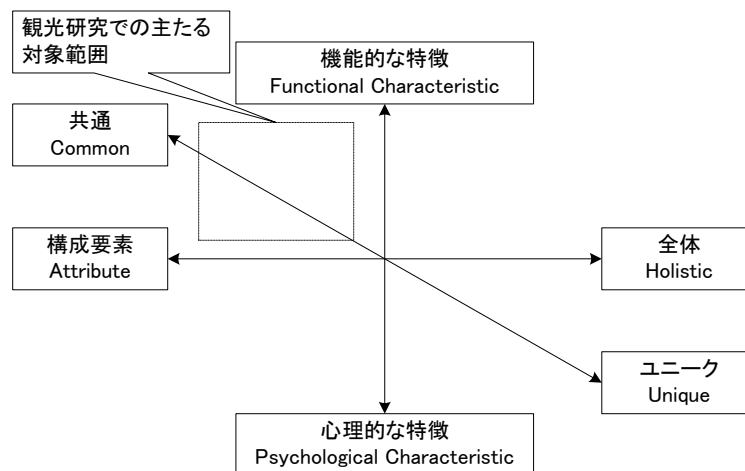 観光研究での主たる
対象範囲
機能的な特徴
Functional Characteristic
共通
Common
構成要素
Attribute
全体
Holistic
ユニーク
Unique
心理的な特徴
Psychological Characteristic